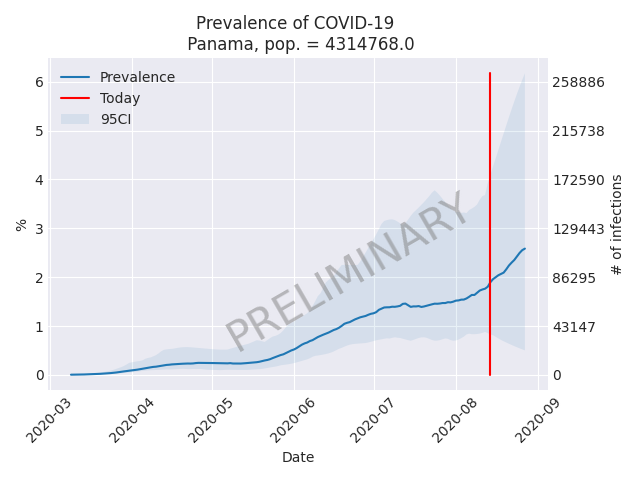 Prevalence of COVID-19
Panama, pop. = 4314768.0
Prevalence
Today
95CI
PRELIMINARY
%
6
5
4
3
2
1
0
258886
215738
172590
129443
86295
43147
0
# of infections
2020-03
2020-04
2020-05
2020-06
2020-07
2020-08
2020-09
Date